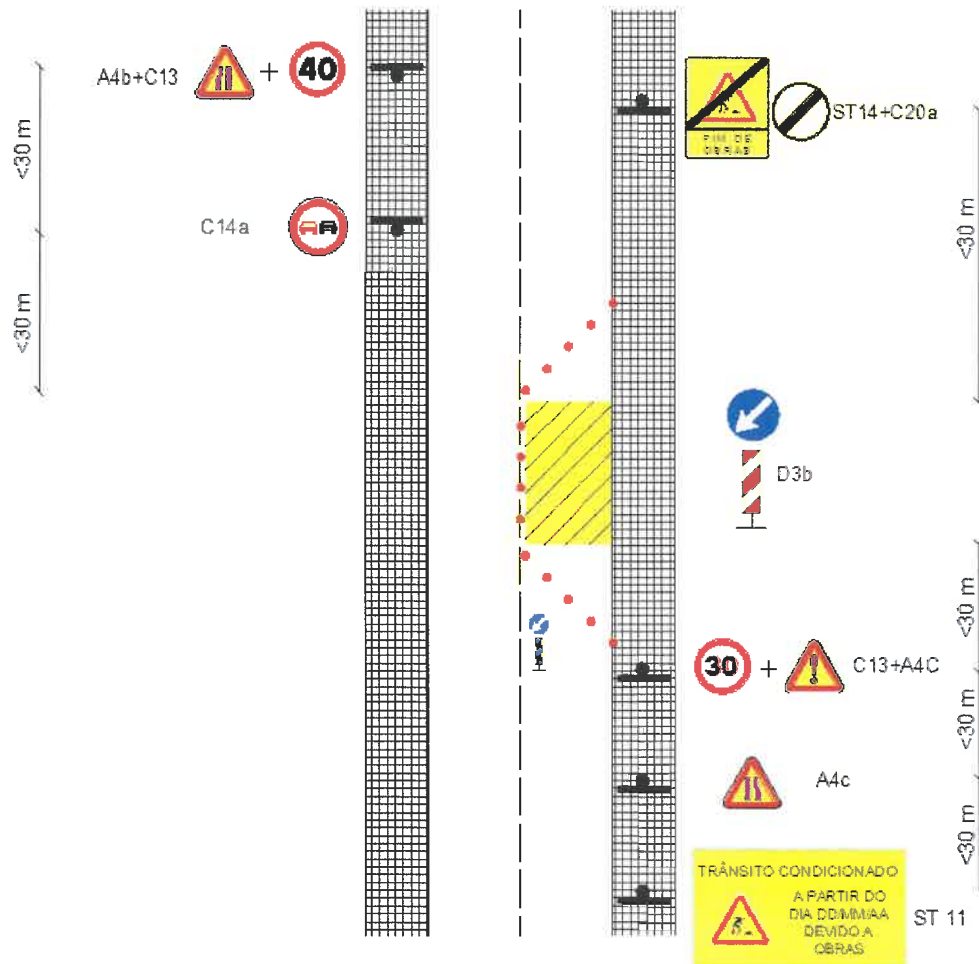 A4b+C13
+
40
<30 m
C14a
<30 m
FIM DE
OBRAS
ST14+C20a
<30 m
D3b
<30 m
30
+
C13+A4C
<30 m
A4c
<30 m
TRÂNSITO CONDICIONADO
A PARTIR DO
DIA DD/MM/AA
DEVIDO A
OBRAS
ST 11